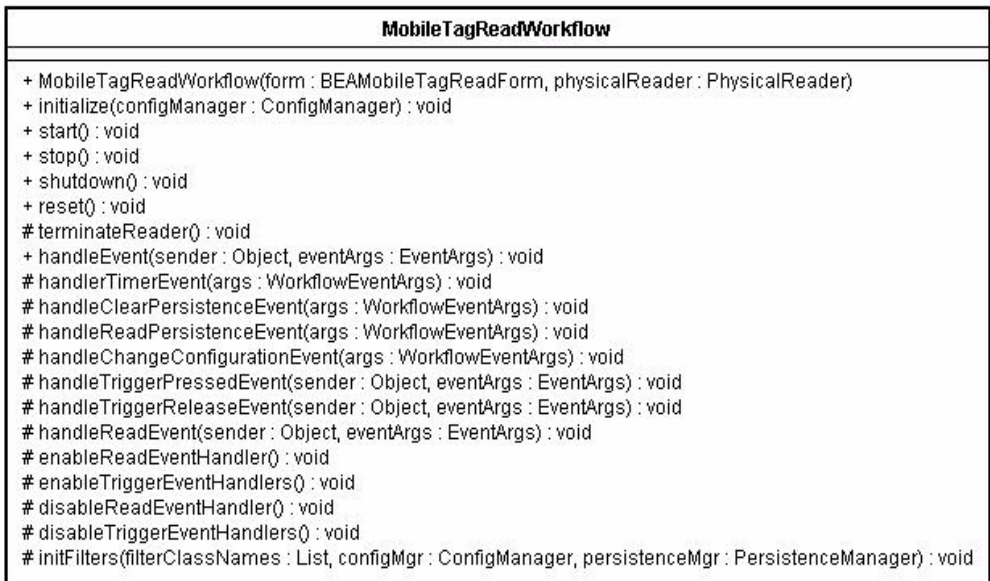 MobileTagReadWorkflow
+ MobileTagReadWorkflow(form : BEAMobileTagReadForm, physicalReader : PhysicalReader)
+ initialize(configManager : ConfigManager) : void
+ start() : void
+ stop() : void
+ shutdown() : void
+ reset() : void
# terminateReader() : void
+ handleEvent(sender : Object, eventArgs : EventArgs) : void
# handlerTimerEvent(args : WorkflowEventArgs) : void
# handleClearPersistenceEvent(args : WorkflowEventArgs) : void
# handleReadPersistenceEvent(args : WorkflowEventArgs) : void
# handleChangeConfigurationEvent(args : WorkflowEventArgs) : void
# handleTriggerPressedEvent(sender : Object, eventArgs : EventArgs) : void
# handleTriggerReleaseEvent(sender : Object, eventArgs : EventArgs) : void
# handleReadEvent(sender : Object, eventArgs : EventArgs) : void
# enableReadEventHandler() : void
# enableTriggerEventHandlers() : void
# disableReadEventHandler() : void
# disableTriggerEventHandlers() : void
# initFilters(filterClassNames : List, configMgr : ConfigManager, persistenceMgr : PersistenceManager) : void